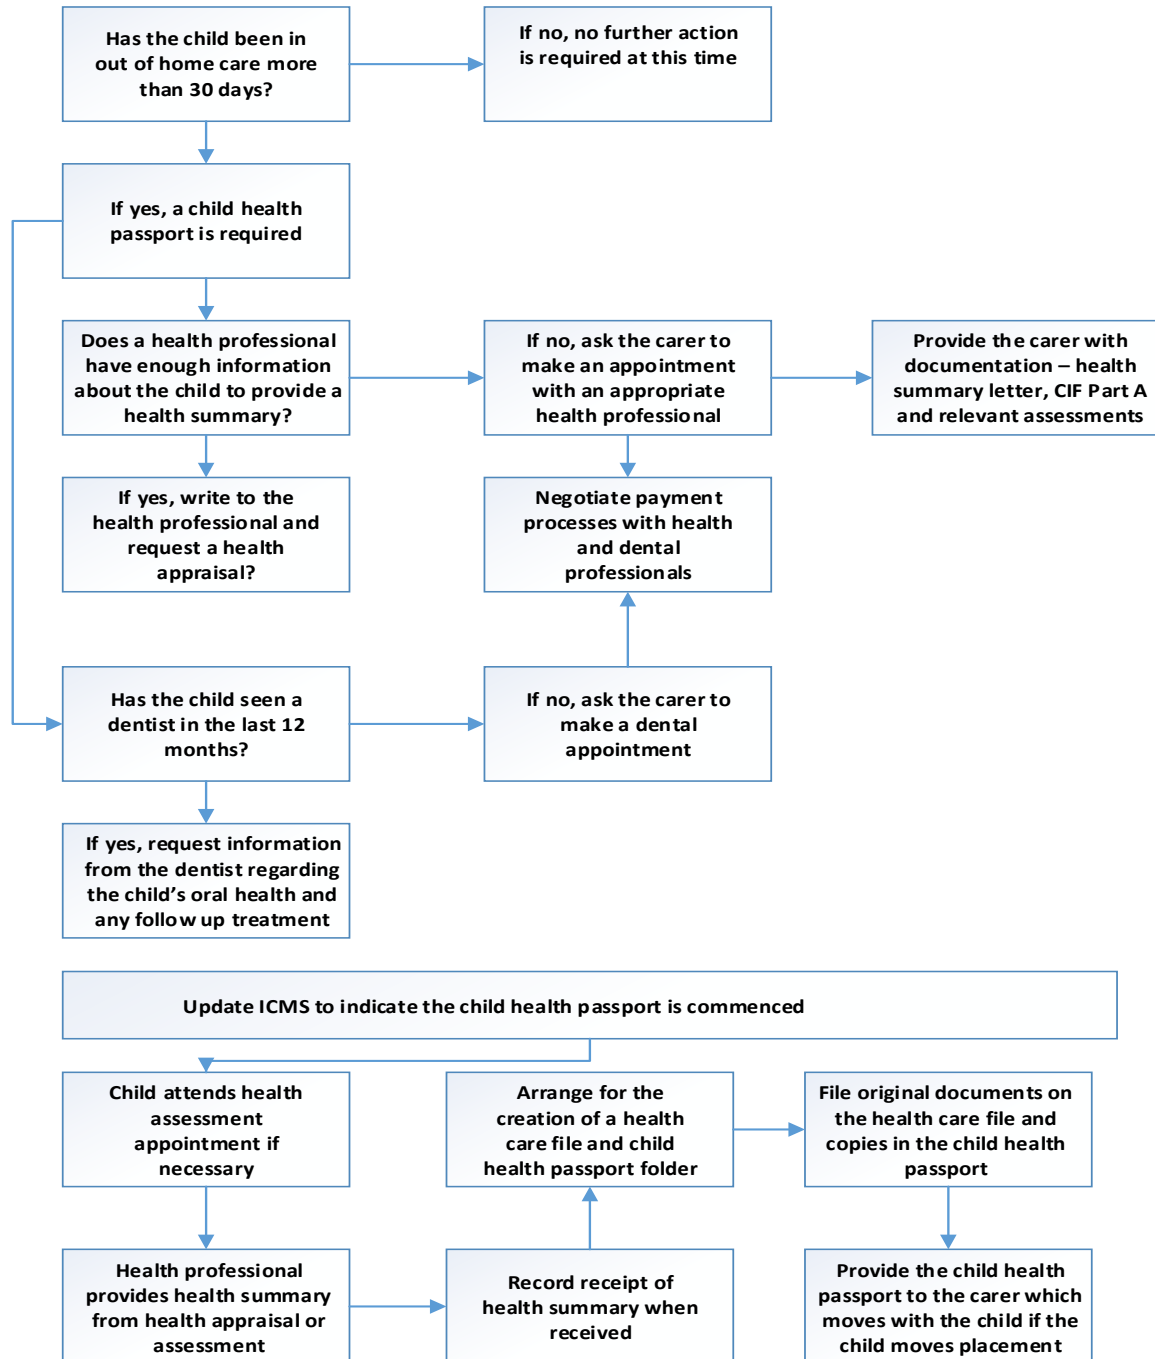 Has the child been in
out of home care more
than 30 days?
If no, no further action
is required at this time
If yes, a child health
passport is required
Does a health professional
have enough information
about the child to provide a
health summary?
If no, ask the carer to
make an appointment
with an appropriate
health professional
Provide the carer with
documentation – health
summary letter, CIF Part A
and relevant assessments
If yes, write to the
health professional and
request a health
appraisal?
Negotiate payment
processes with health
and dental
professionals
Has the child seen a
dentist in the last 12
months?
If no, ask the carer to
make a dental
appointment
If yes, request information
from the dentist regarding
the child’s oral health and
any follow up treatment
Update ICMS to indicate the child health passport is commenced
Child attends health
assessment
appointment if
necessary
Arrange for the
creation of a health
care file and child
health passport folder
File original documents on
the health care file and
copies in the child health
passport
Health professional
provides health summary
from health appraisal or
assessment
Record receipt of
health summary when
received
Provide the child health
passport to the carer which
moves with the child if the
child moves placement